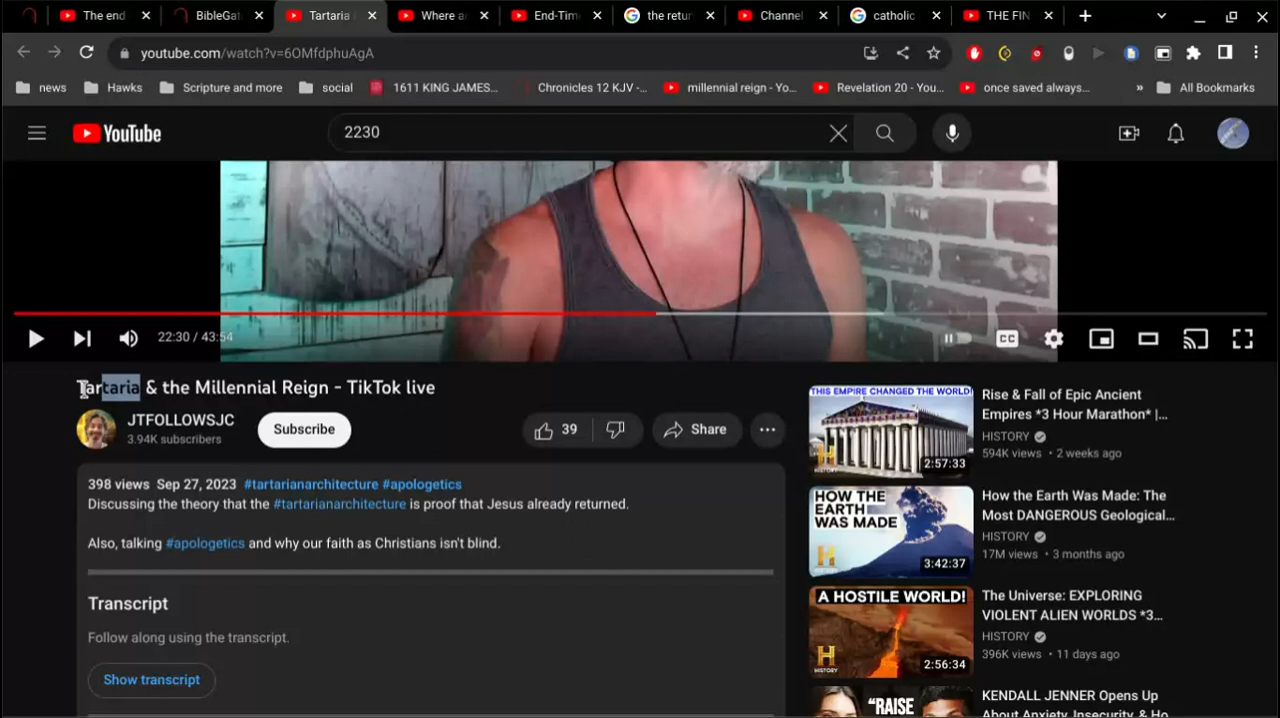 The end
BibleGat
Tartaria
Where a
End-Tim
the retu
Channel
catholic
THE FIN
youtube.com/watch?v=6OMfdphuAgA
news
Hawks
Scripture and more
social
1611 KING JAMES...
Chronicles 12 KJV -...
millennial reign - Yo...
Revelation 20 - You...
once saved always...
»
All Bookmarks
YouTube
2230
22:30 / 43:54
CC
Tartaria & the Millennial Reign - TikTok live
JTFOLLOWSJC
3.94K subscribers
Subscribe
39
Share
398 views Sep 27, 2023 #tartarianarchitecture #apologetics
Discussing the theory that the #tartarianarchitecture is proof that Jesus already returned.
Also, talking #apologetics and why our faith as Christians isn't blind.
Transcript
Follow along using the transcript.
Show transcript
THIS EMPIRE CHANGED THE WORLD!
2:57:33
Rise & Fall of Epic Ancient
Empires *3 Hour Marathon* |...
HISTORY
594K views • 2 weeks ago
HOW THE
EARTH
WAS MADE
3:42:37
How the Earth Was Made: The
Most DANGEROUS Geological...
HISTORY
17M views • 3 months ago
A HOSTILE WORLD!
2:56:34
The Universe: EXPLORING
VIOLENT ALIEN WORLDS *3...
HISTORY
396K views • 11 days ago
"RAISE
KENDALL JENNER Opens Up
About Anxiety, Insecurity, & Ho